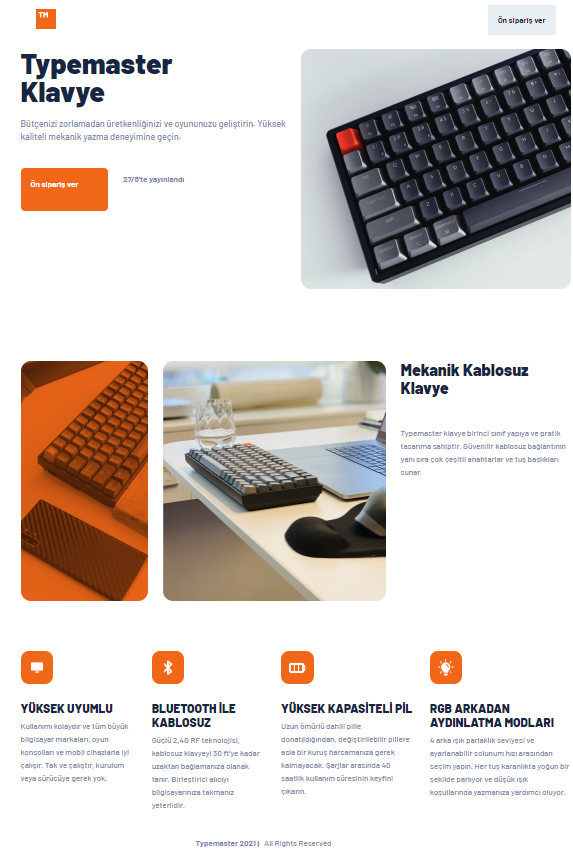 TM
Ön sipariş ver
Typemaster
Klavye
Bütçenizi zorlamadan üretkenliğinizi ve oyununuzu geliştirin. Yüksek
kaliteli mekanik yazma deneyimine geçin.
Ön sipariş ver
27/5'te yayınlandı
Mekanik Kablosuz
Klavye
Typemaster klavye birinci sınıf yapıya ve pratik
tasarıma sahiptir. Güvenilir kablosuz bağlantının
yanı sıra çok çeşitli anahtarlar ve tuş başlıkları
sunar.
YÜKSEK UYUMLU
Kullanımı kolaydır ve tüm büyük
bilgisayar markaları, oyun
konsolları ve mobil cihazlarla iyi
çalışır. Tak ve çalıştır, kurulum
veya sürücüye gerek yok.
BLUETOOTH İLE
KABLOSUZ
Güçlü 2,4G RF teknolojisi,
kablosuz klavyeyi 30 ft'ye kadar
uzaktan bağlamanıza olanak
tanır. Birleştirici alıcıyı
bilgisayarınıza takmanız
yeterlidir.
YÜKSEK KAPASİTELİ PİL
Uzun ömürlü dahili pille
donatıldığından, değiştirilebilir pillere
asla bir kuruş harcamanıza gerek
kalmayacak. Şarjlar arasında 40
saatlik kullanım süresinin keyfini
çıkarın.
RGB ARKADAN
AYDINLATMA MODLARI
4 arka ışık parlaklık seviyesi ve
ayarlanabilir solunum hızı arasından
seçim yapın. Her tuş karanlıkta yoğun bir
şekilde parlıyor ve düşük ışık
koşullarında yazmanıza yardımcı oluyor.
Typemaster 2021 | All Rights Reserved